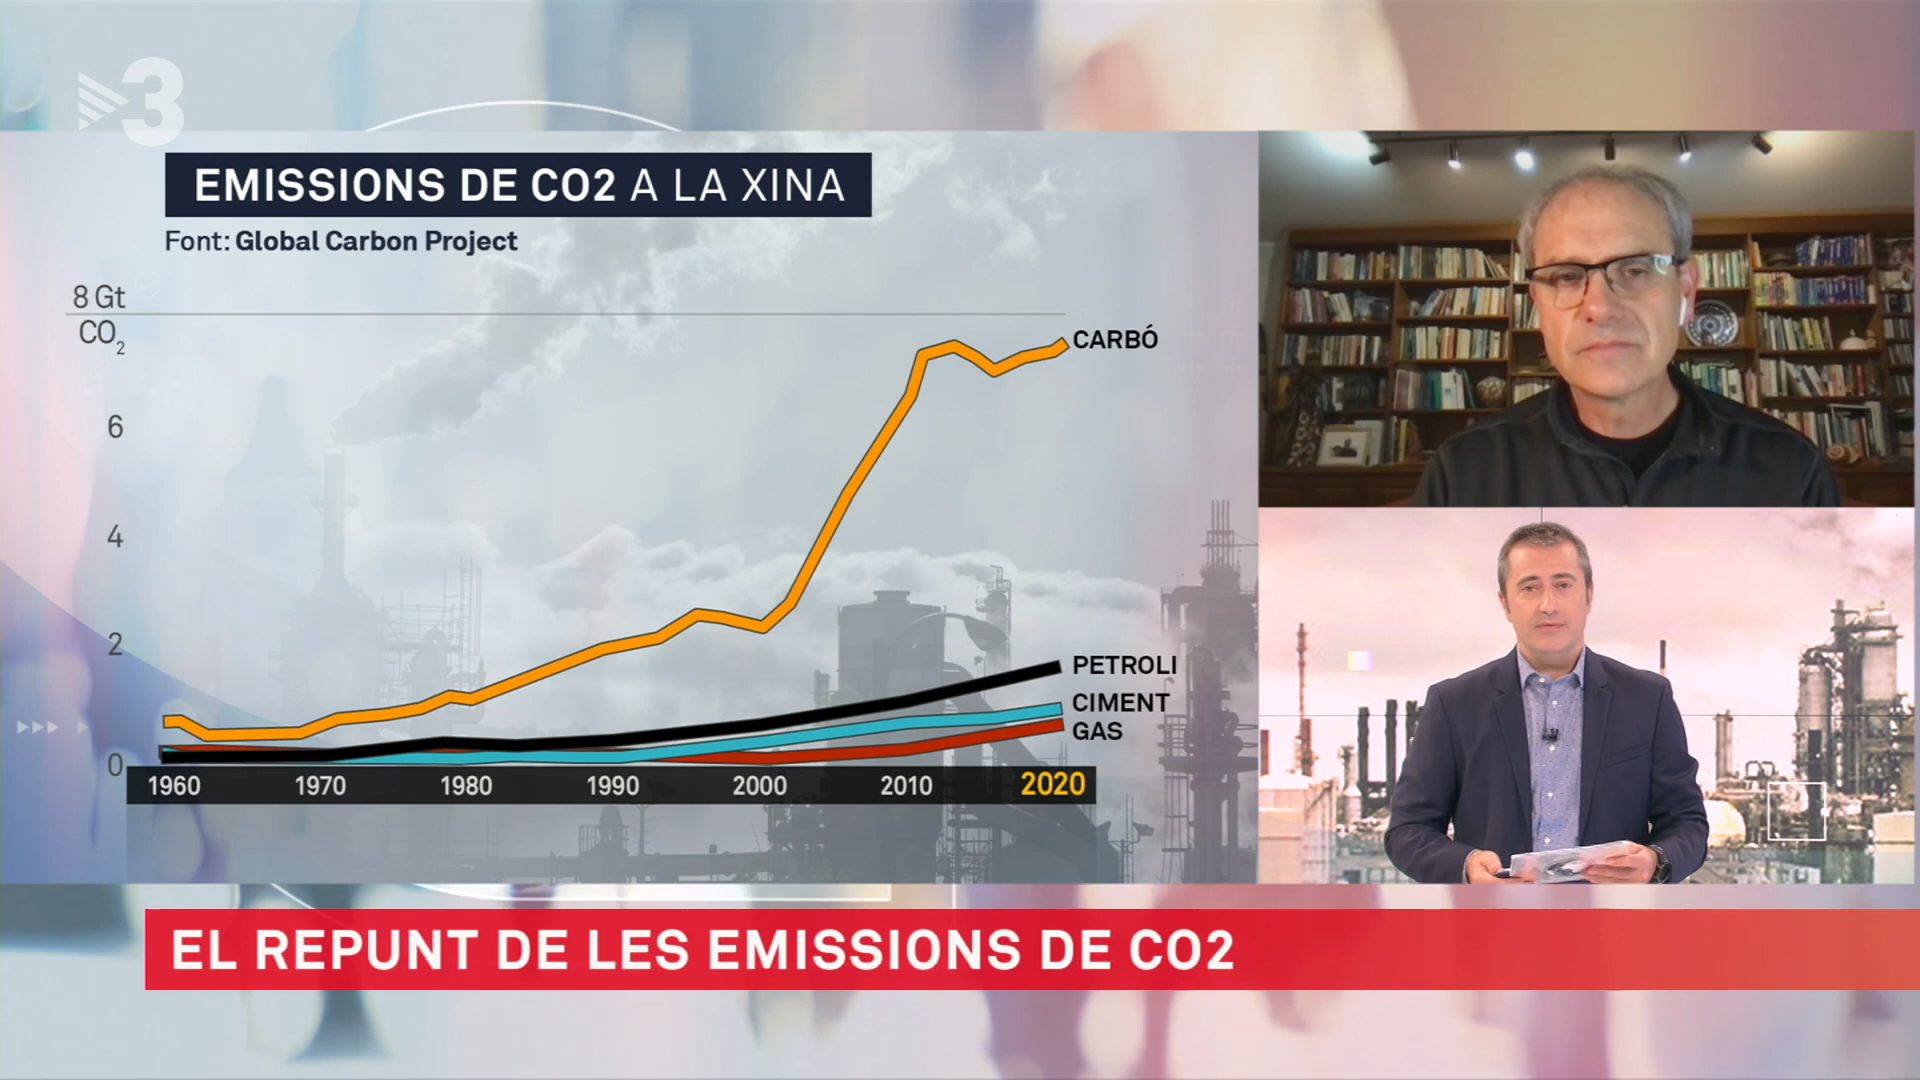 3
EMISSIONS DE CO2 A LA XINA
Font: Global Carbon Project
8 Gt
CO₂
6
4
2
0
CARBÓ
PETROLI
CIMENT
GAS
1960 1970 1980 1990 2000 2010 2020
EL REPUNT DE LES EMISSIONS DE CO2